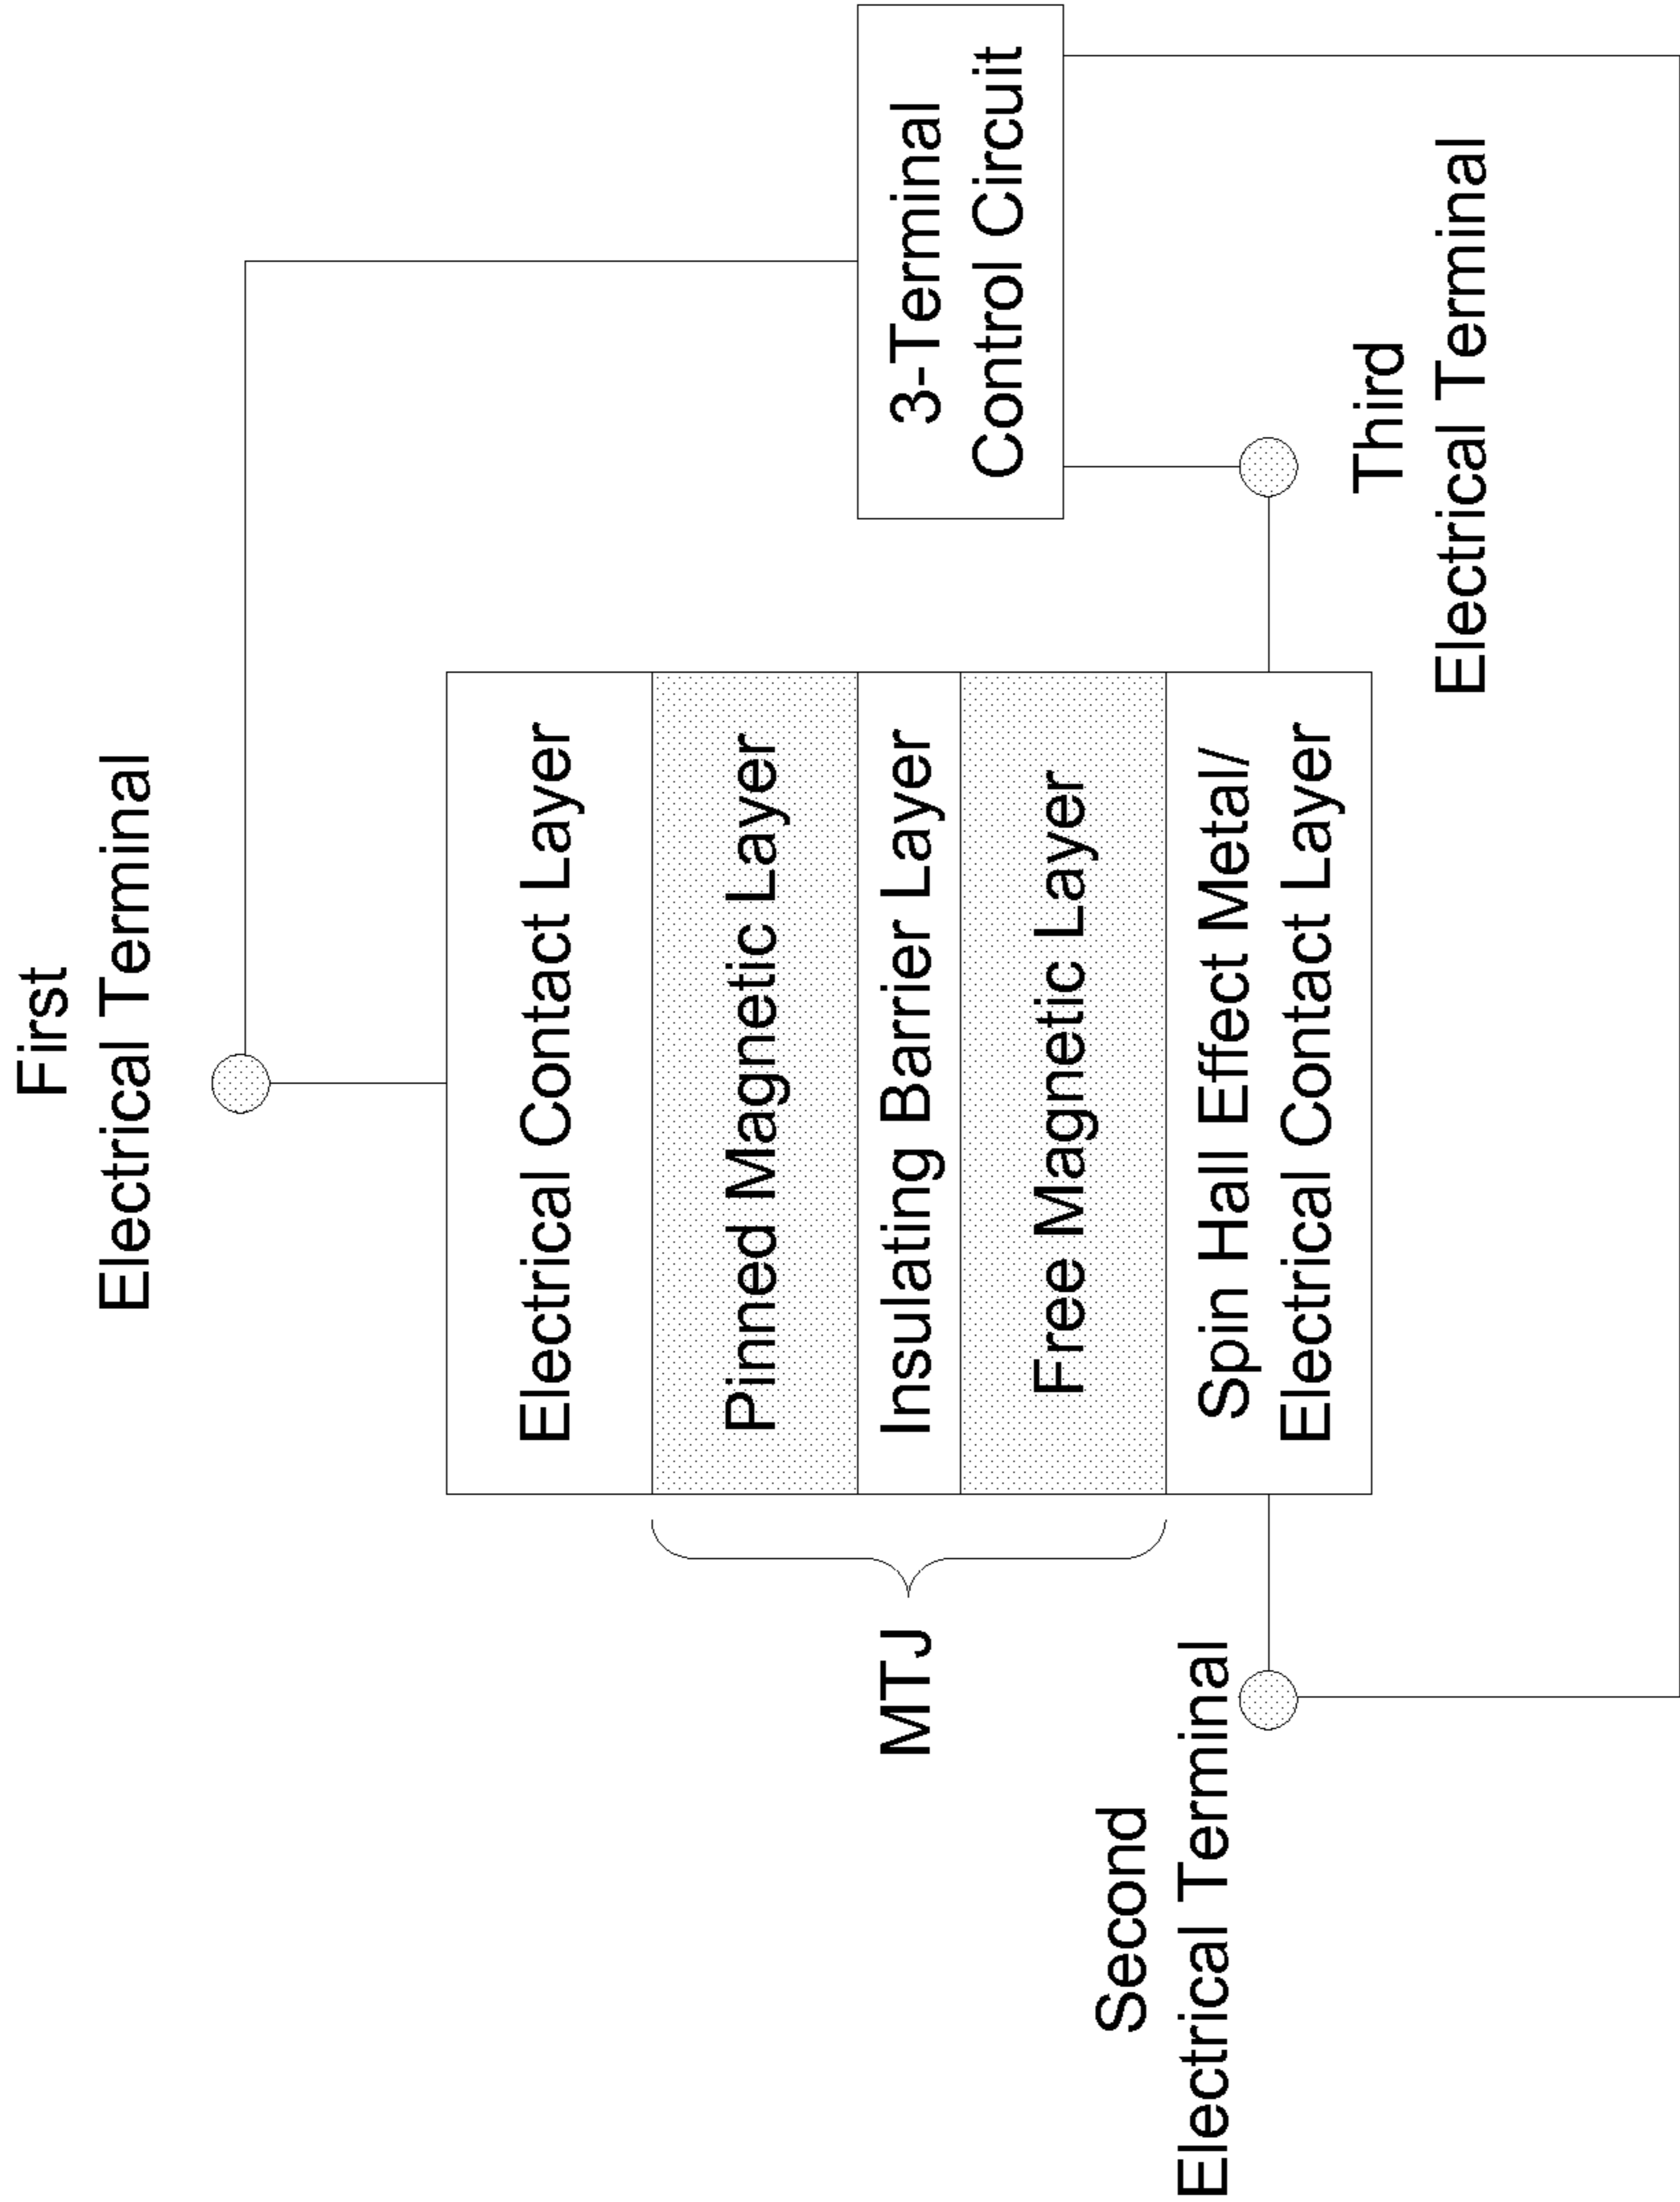 First
Electrical Terminal
Electrical Contact Layer
Pinned Magnetic Layer
Insulating Barrier Layer
Free Magnetic Layer
Spin Hall Effect Metal/
Electrical Contact Layer
MTJ
Second
Electrical Terminal
3-Terminal
Control Circuit
Third
Electrical Terminal